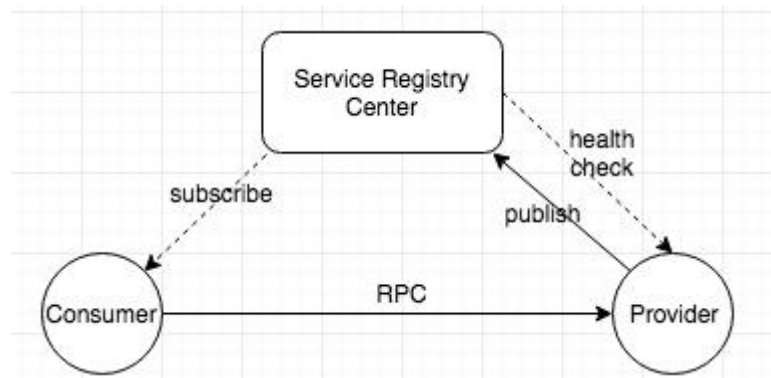 Service Registry
Center
health
check
subscribe
publish
RPC
Consumer
Provider